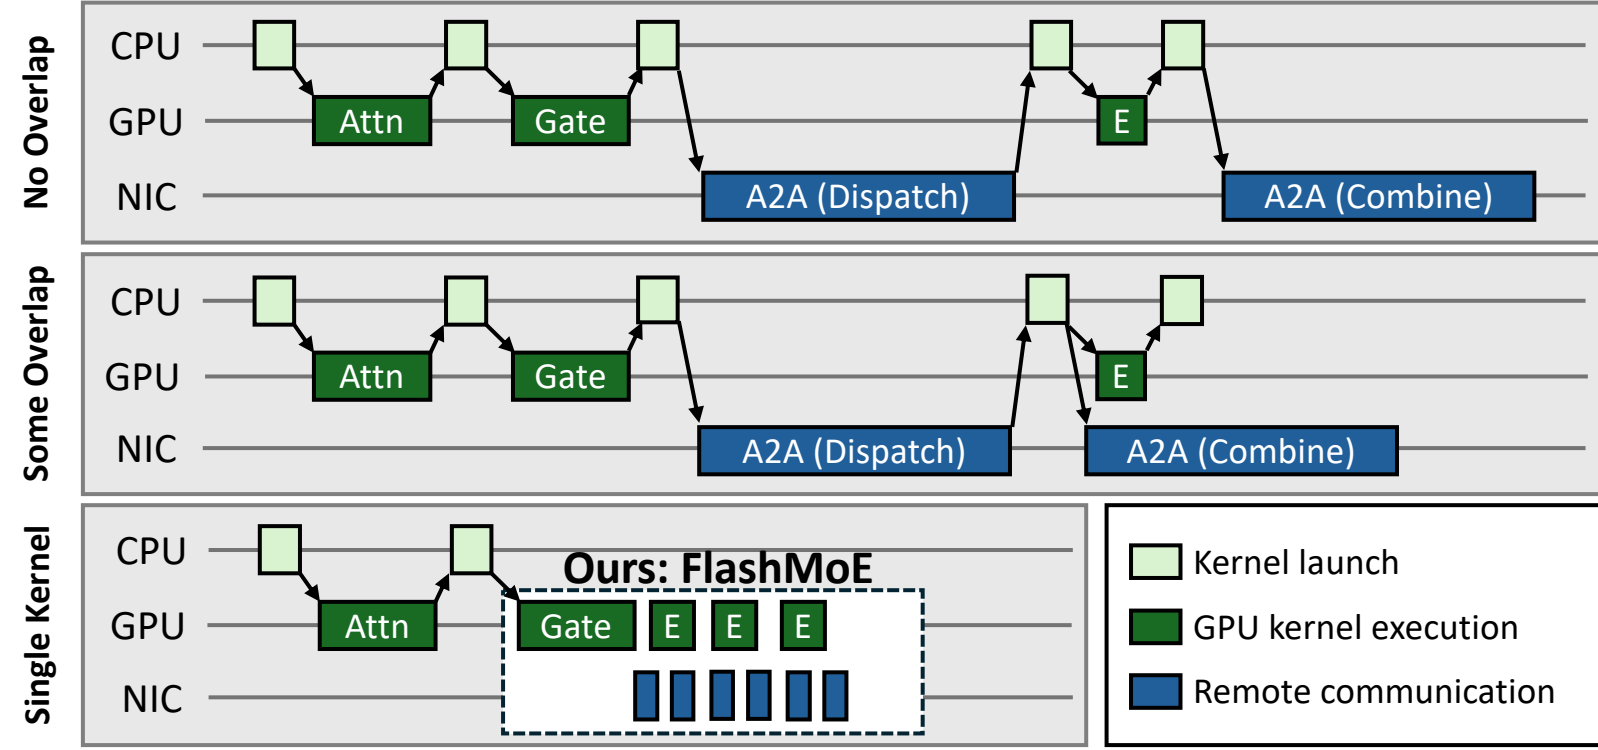 No Overlap
CPU
GPU
Attn
Gate
E
NIC
A2A (Dispatch)
A2A (Combine)
Some Overlap
CPU
GPU
Attn
Gate
E
NIC
A2A (Dispatch)
A2A (Combine)
Single Kernel
CPU
Ours: FlashMoE
GPU
Attn
Gate
E
E
E
NIC
Kernel launch
GPU kernel execution
Remote communication